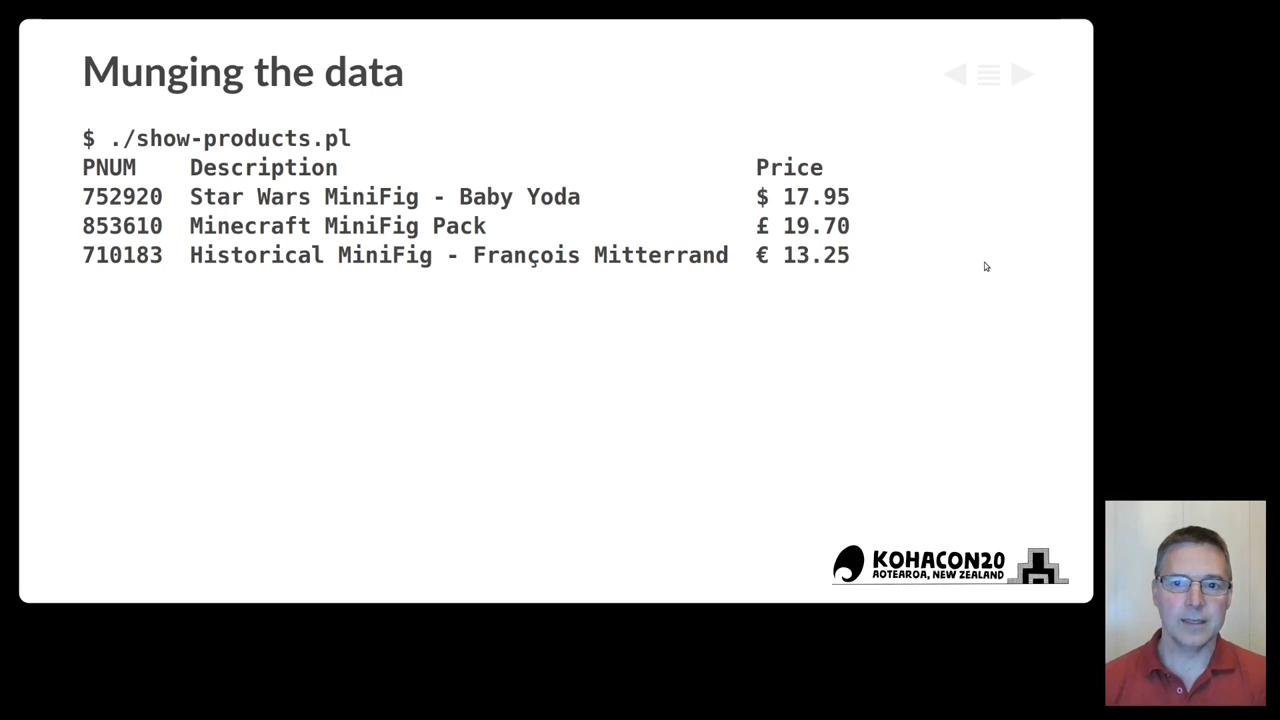 Munging the data
$ ./show-products.pl
PNUM Description Price
752920 Star Wars MiniFig - Baby Yoda $ 17.95
853610 Minecraft MiniFig Pack £ 19.70
710183 Historical MiniFig - François Mitterrand € 13.25
KOHACON20
AOTEAROA, NEW ZEALAND